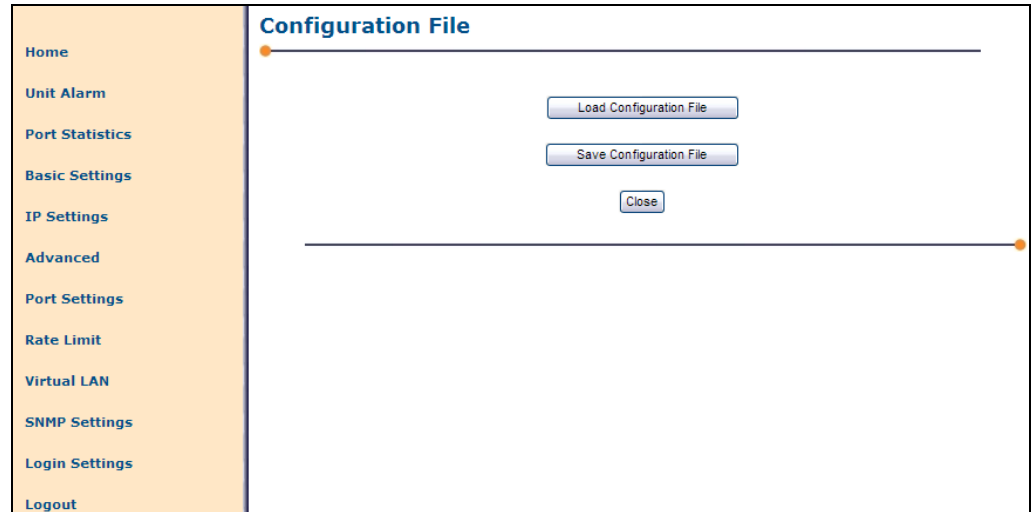 Configuration File
Home
Unit Alarm
Port Statistics
Basic Settings
IP Settings
Advanced
Port Settings
Rate Limit
Virtual LAN
SNMP Settings
Login Settings
Logout
Load Configuration File
Save Configuration File
Close